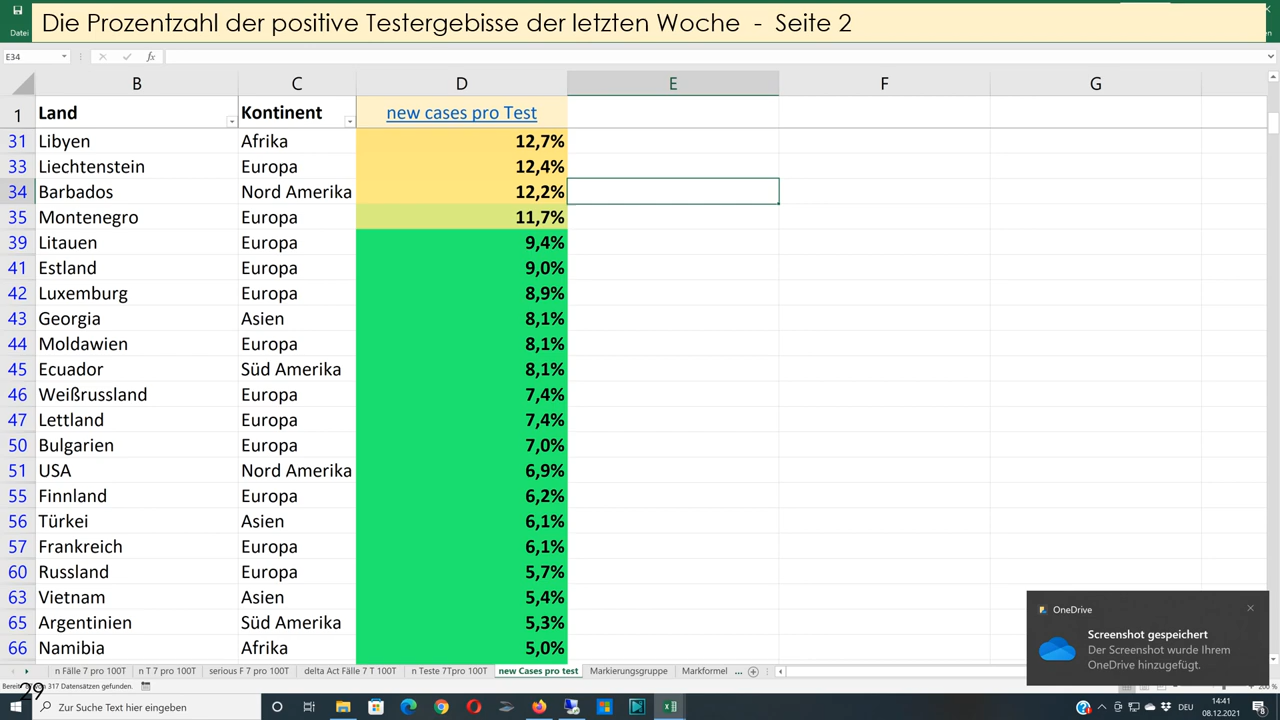 Die Prozentzahl der positive Testergebisse der letzten Woche - Seite 2
Datei
E34 fx
B C D E F G
1 Land Kontinent new cases pro Test
31 Libyen Afrika 12,7%
33 Liechtenstein Europa 12,4%
34 Barbados Nord Amerika 12,2%
35 Montenegro Europa 11,7%
39 Litauen Europa 9,4%
41 Estland Europa 9,0%
42 Luxemburg Europa 8,9%
43 Georgia Asien 8,1%
44 Moldawien Europa 8,1%
45 Ecuador Süd Amerika 8,1%
46 Weißrussland Europa 7,4%
47 Lettland Europa 7,4%
50 Bulgarien Europa 7,0%
51 USA Nord Amerika 6,9%
55 Finnland Europa 6,2%
56 Türkei Asien 6,1%
57 Frankreich Europa 6,1%
60 Russland Europa 5,7%
63 Vietnam Asien 5,4%
65 Argentinien Süd Amerika 5,3%
66 Namibia Afrika 5,0%
OneDrive
Screenshot gespeichert
Der Screenshot wurde Ihrem
OneDrive hinzugefügt.
n Fälle 7 pro 100T n T 7 pro 100T serious F 7 pro 100T delta Act Fälle 7 T 100T n Teste 7Tpro 100T new Cases pro test Markierungsgruppe Markformel ...
von 317 Datensätzen gefunden. 200 %
29
Zur Suche Text hier eingeben
DEU
14:41
08.12.2021
8